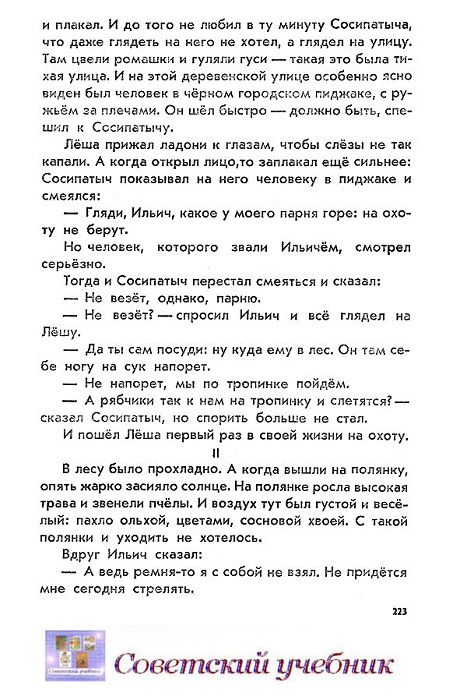 и плакал. И до того не любил в ту минуту Сосипатыча,
что даже глядеть на него не хотел, а глядел на улицу.
Там цвели ромашки и гуляли гуси — такая это была ти-
хая улица. И на этой деревенской улице особенно ясно
виден был человек в чёрном городском пиджаке, с ру-
жьём за плечами. Он шёл быстро — должно быть, спе-
шил к Сосипатычу.
Лёша прижал ладони к глазам, чтобы слёзы не так
капали. А когда открыл лицо,то заплакал ещё сильнее:
Сосипатыч показывал на него человеку в пиджаке и
смеялся:
— Гляди, Ильич, какое у моего парня горе: на охо-
ту не берут.
Но человек, которого звали Ильичём, смотрел
серьёзно.
Тогда и Сосипатыч перестал смеяться и сказал:
— Не везёт, однако, парню.
— Не везёт? — спросил Ильич и всё глядел на
Лёшу.
— Да ты сам посуди: ну куда ему в лес. Он там се-
бе ногу на сук напорет.
— Не напорет, мы по тропинке пойдём.
— А рябчики так к нам на тропинку и слетятся? —
сказал Сосипатыч, но спорить больше не стал.
И пошёл Лёша первый раз в своей жизни на охоту.
II
В лесу было прохладно. А когда вышли на полянку,
опять жарко засияло солнце. На полянке росла высокая
трава и звенели пчёлы. И воздух тут был густой и весё-
лый: пахло ольхой, цветами, сосновой хвоей. С такой
полянки и уходить не хотелось.
Вдруг Ильич сказал:
— А ведь ремня-то я с собой не взял. Не придётся
мне сегодня стрелять.
223
Советский учебник